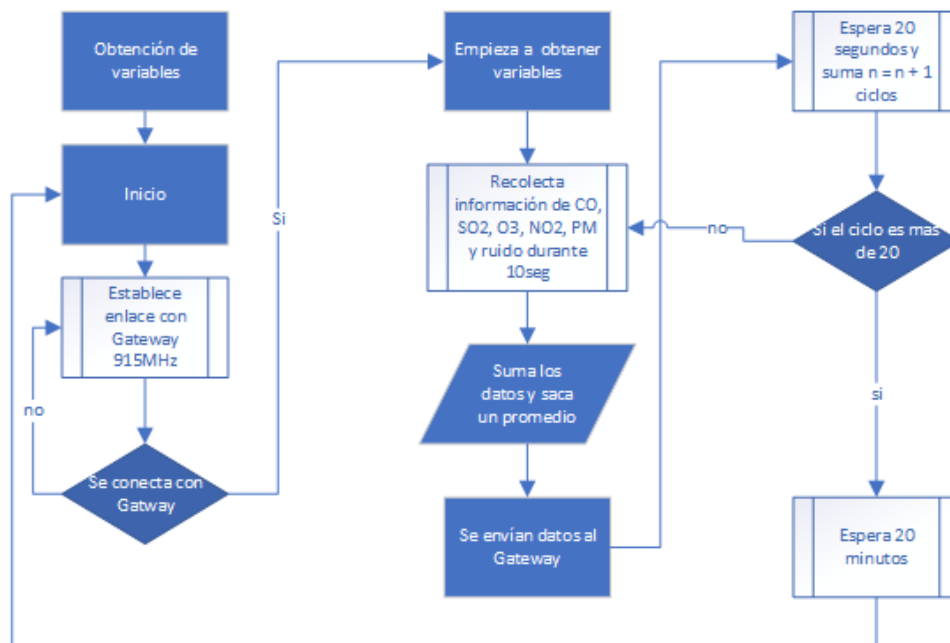 Obtención de
variables
Inicio
Establece
enlace con
Gateway
915MHz
no
Se conecta con
Gatway
Si
Empieza a obtener
variables
Recolecta
información de CO,
SO2, O3, NO2, PM
y ruido durante
10seg
Suma los
datos y saca
un promedio
Se envían datos al
Gateway
Espera 20
segundos y
suma n = n + 1
ciclos
Si el ciclo es mas
de 20
no
si
Espera 20
minutos